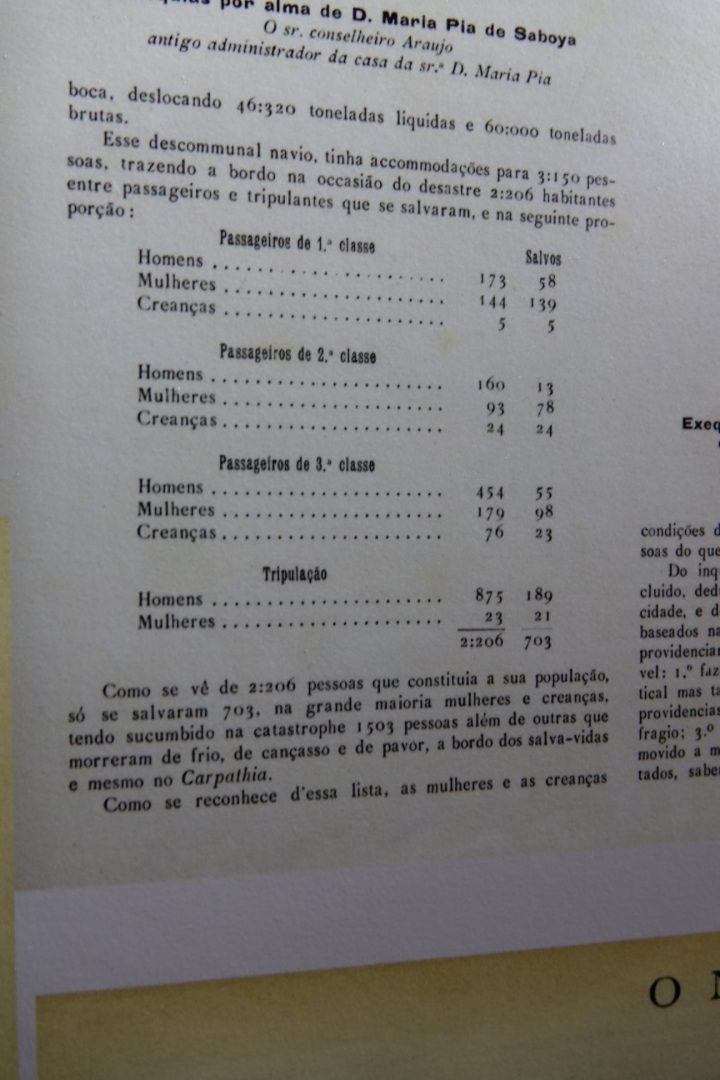 por alma de D. Maria Pia de Saboya
O sr. conselheiro Araujo
antigo administrador da casa da sr.ª D. Maria Pia
boca, deslocando 46:320 toneladas liquidas e 60:000 toneladas
brutas.
Esse descommunal navio, tinha accommodações para 3:150 pes-
soas, trazendo a bordo na occasião do desastre 2:206 habitantes
entre passageiros e tripulantes que se salvaram, e na seguinte pro-
porção:
Passageiros de 1.ª classe
Salvos
Homens . . . . . . . . . . . . . . . . . . . . . . 173 58
Mulheres . . . . . . . . . . . . . . . . . . . . . 144 139
Creanças . . . . . . . . . . . . . . . . . . . . . 5 5
Passageiros de 2.ª classe
Homens . . . . . . . . . . . . . . . . . . . . . . 160 13
Mulheres . . . . . . . . . . . . . . . . . . . . . 93 78
Creanças . . . . . . . . . . . . . . . . . . . . . 24 24
Passageiros de 3.ª classe
Homens . . . . . . . . . . . . . . . . . . . . . . 454 55
Mulheres . . . . . . . . . . . . . . . . . . . . . 179 98
Creanças . . . . . . . . . . . . . . . . . . . . . 76 23
Tripulação
Homens . . . . . . . . . . . . . . . . . . . . . . 875 189
Mulheres . . . . . . . . . . . . . . . . . . . . . 23 21
2:206 703
Como se vê de 2:206 pessoas que constituia a sua população,
só se salvaram 703, na grande maioria mulheres e creanças,
tendo sucumbido na catastrophe 1503 pessoas além de outras que
morreram de frio, de cançasso e de pavor, a bordo dos salva-vidas
e mesmo no Carpathia.
Como se reconhece d'essa lista, as mulheres e as creanças
Exeq
condições d
soas do que
Do inq
cluido, ded
cidade, e d
baseados na
providencia
vel: 1.º faz
tical mas ta
providencias
fragio; 3.º
movido a m
tados, sabe
O